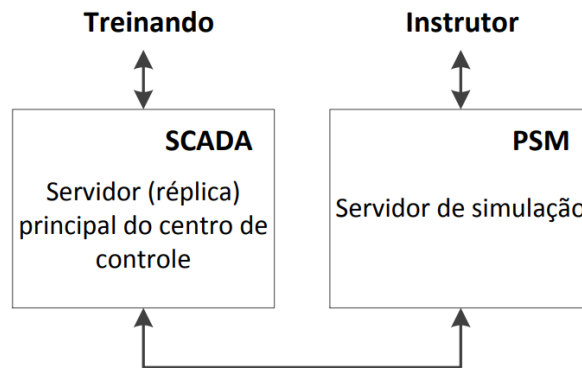 Treinando
Instrutor
SCADA
Servidor (réplica)
principal do centro de
controle
PSM
Servidor de simulação